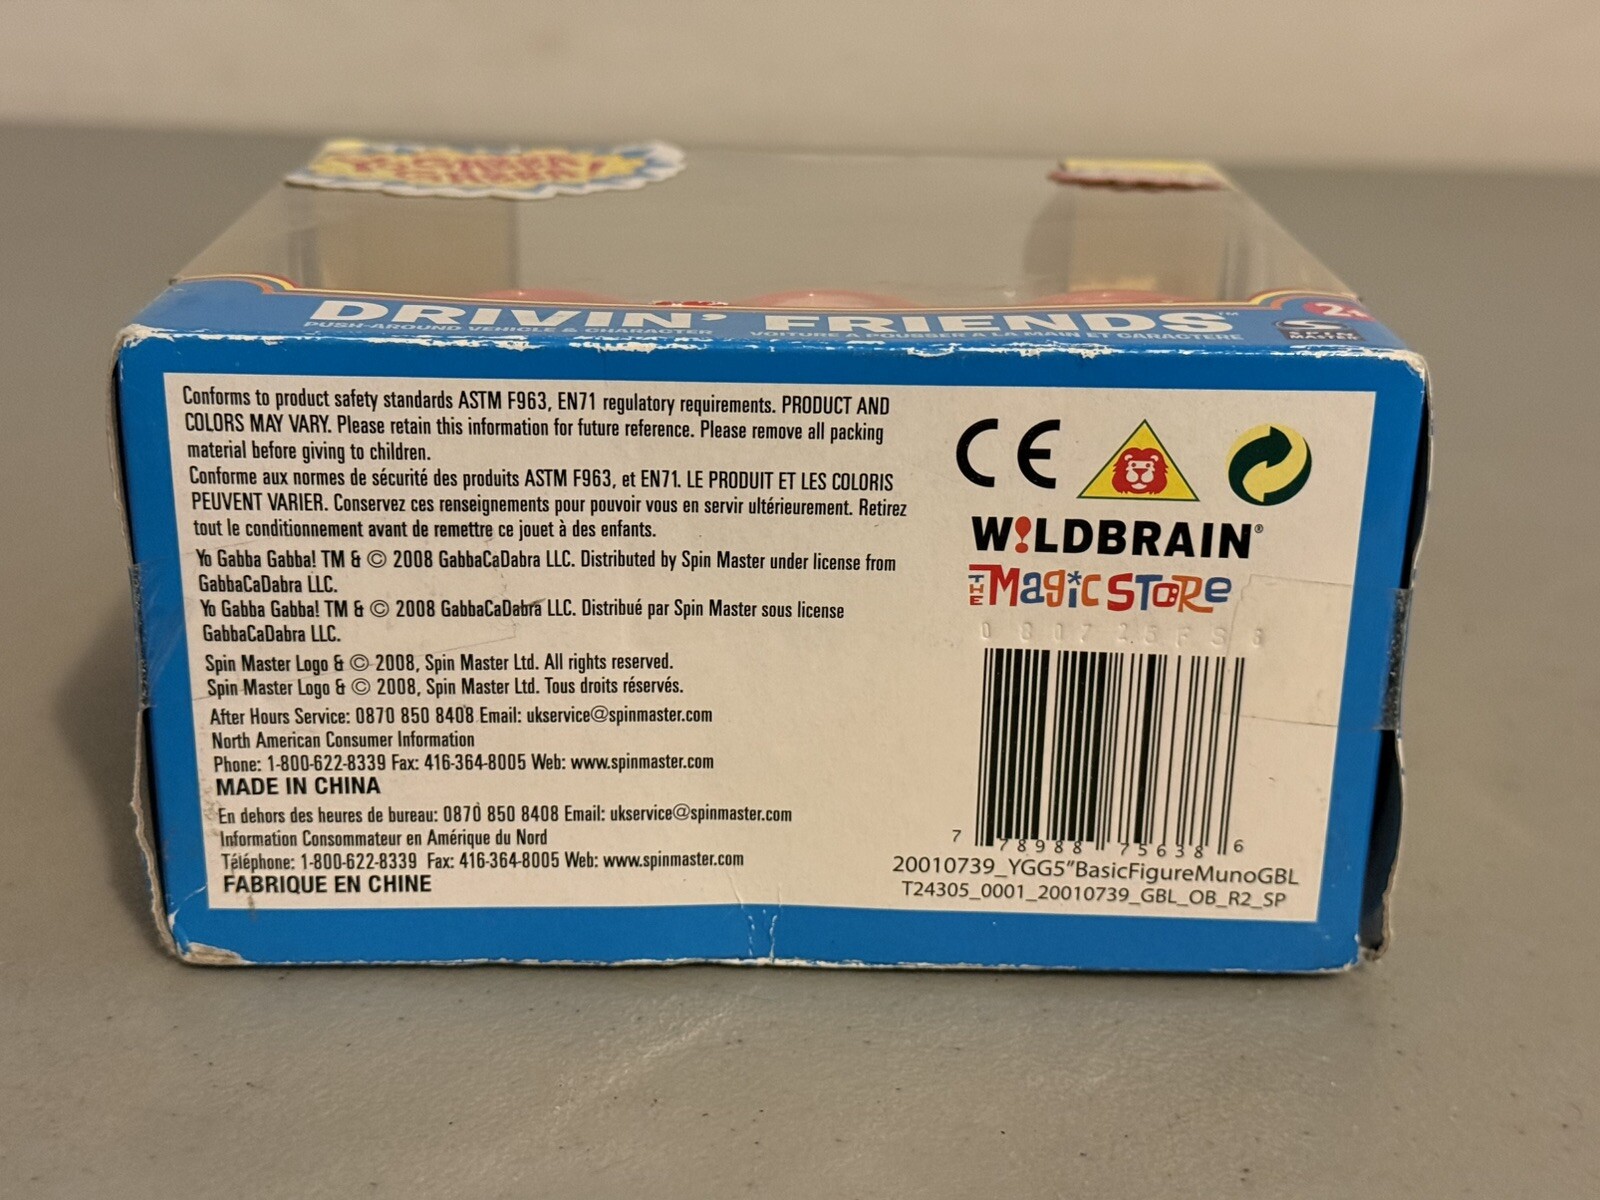 YO GABBA GABBA!
DRIVIN' FRIENDS™
PUSH-AROUND VEHICLE & CHARACTER
VOITURE À POUSSER À LA MAIN ET CARACTÈRE
2+
SPIN MASTER
Conforms to product safety standards ASTM F963, EN71 regulatory requirements. PRODUCT AND
COLORS MAY VARY. Please retain this information for future reference. Please remove all packing
material before giving to children.
Conforme aux normes de sécurité des produits ASTM F963, et EN71. LE PRODUIT ET LES COLORIS
PEUVENT VARIER. Conservez ces renseignements pour pouvoir vous en servir ultérieurement. Retirez
tout le conditionnement avant de remettre ce jouet à des enfants.
Yo Gabba Gabba! TM & © 2008 GabbaCaDabra LLC. Distributed by Spin Master under license from
GabbaCaDabra LLC.
Yo Gabba Gabba! TM & © 2008 GabbaCaDabra LLC. Distribué par Spin Master sous license
GabbaCaDabra LLC.
Spin Master Logo & © 2008, Spin Master Ltd. All rights reserved.
Spin Master Logo & © 2008, Spin Master Ltd. Tous droits réservés.
After Hours Service: 0870 850 8408 Email: ukservice@spinmaster.com
North American Consumer Information
Phone: 1-800-622-8339 Fax: 416-364-8005 Web: www.spinmaster.com
MADE IN CHINA
En dehors des heures de bureau: 0870 850 8408 Email: ukservice@spinmaster.com
Information Consommateur en Amérique du Nord
Téléphone: 1-800-622-8339 Fax: 416-364-8005 Web: www.spinmaster.com
FABRIQUE EN CHINE
CE
W!LDBRAIN®
THE MAGIC STORE
7 78988 75638 6
20010739_YGG5"BasicFigureMunoGBL
T24305_0001_20010739_GBL_OB_R2_SP